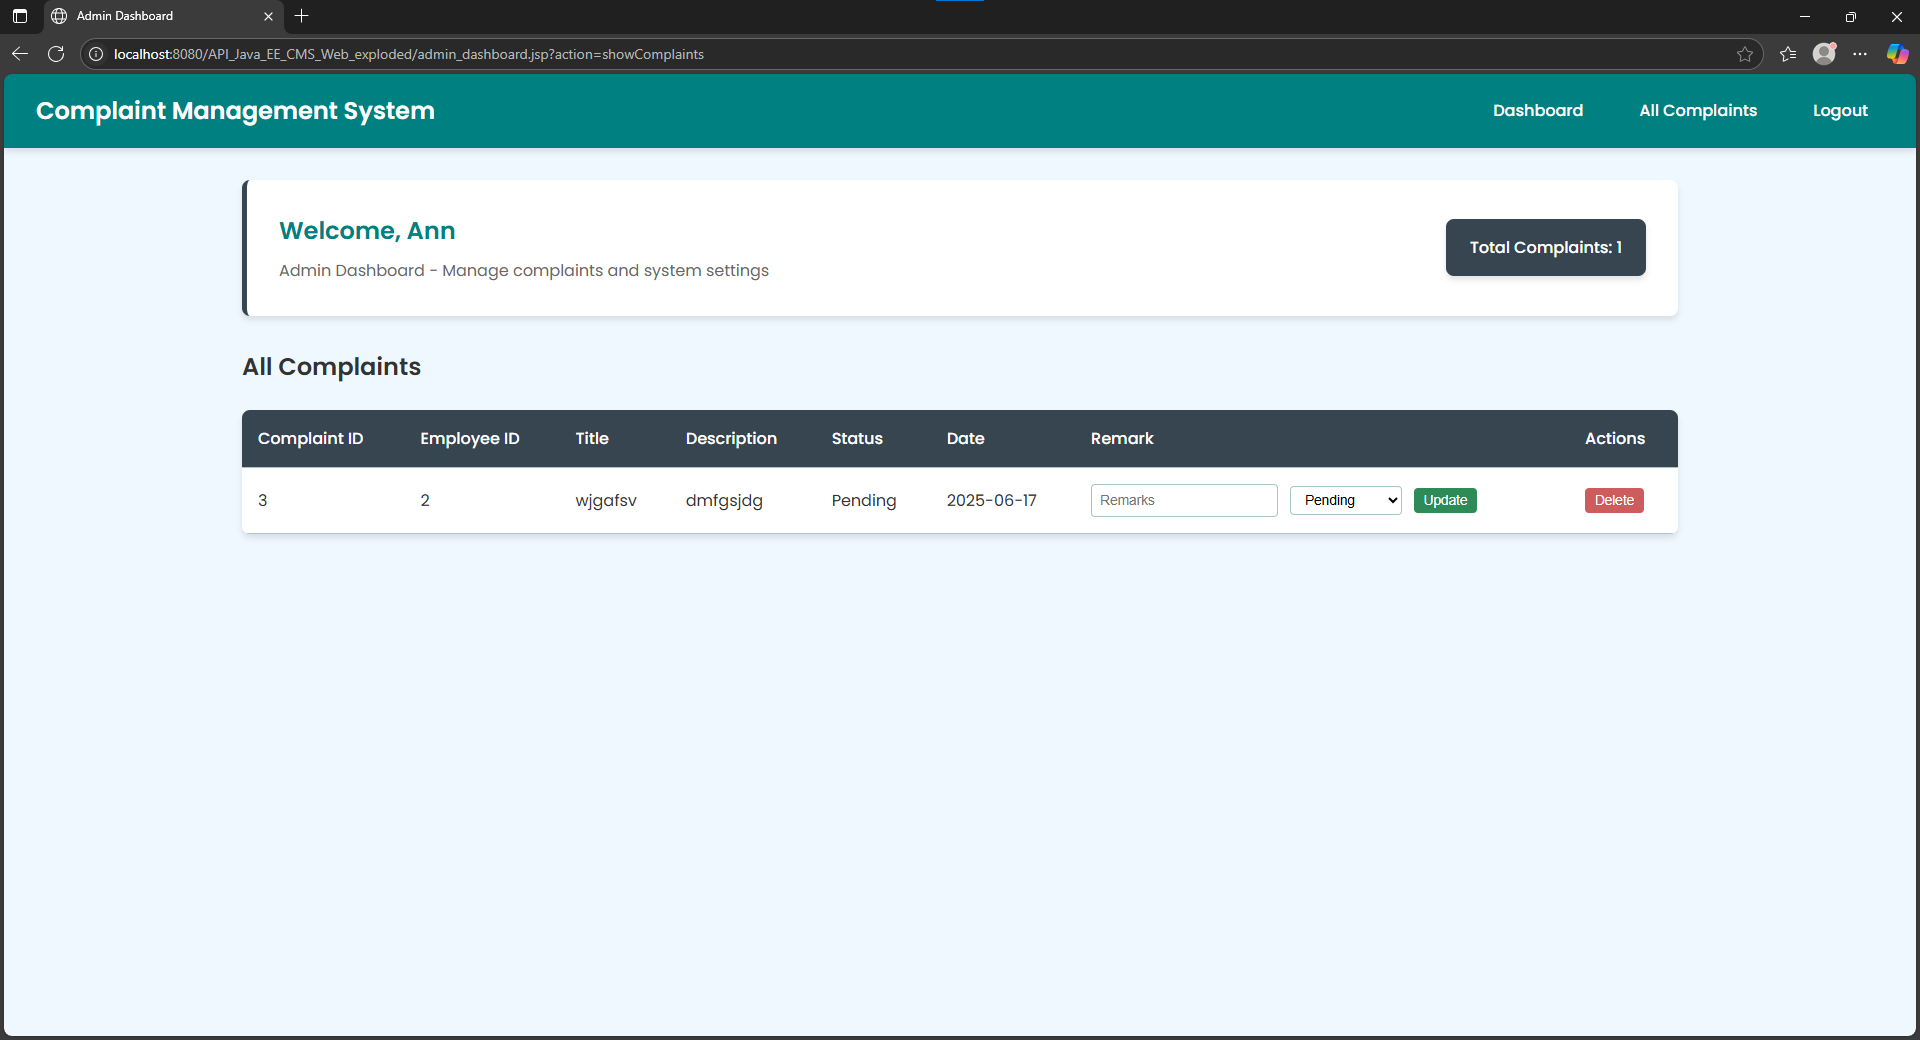 Admin Dashboard
localhost:8080/API_Java_EE_CMS_Web_exploded/admin_dashboard.jsp?action=showComplaints
Complaint Management System Dashboard All Complaints Logout
Welcome, Ann
Admin Dashboard - Manage complaints and system settings
Total Complaints: 1
All Complaints
Complaint ID Employee ID Title Description Status Date Remark Actions
3 2 wjgafsv dmfgsjdg Pending 2025-06-17 Remarks Pending Update Delete